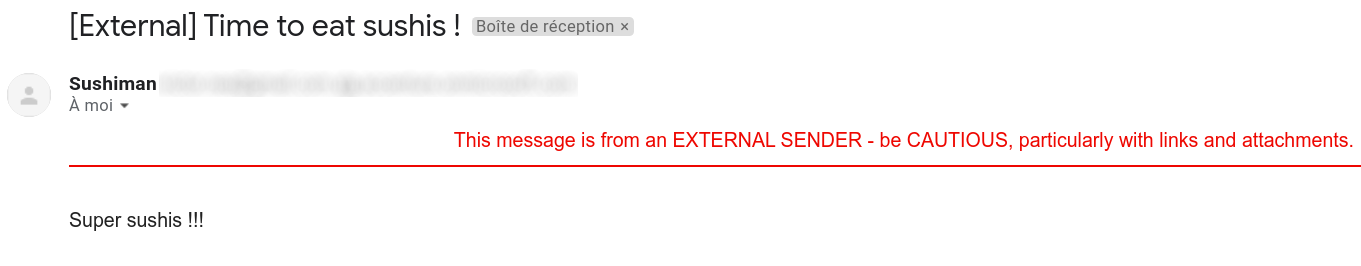 [External] Time to eat sushis ! Boîte de réception ×
Sushiman
À moi
This message is from an EXTERNAL SENDER - be CAUTIOUS, particularly with links and attachments.
Super sushis !!!